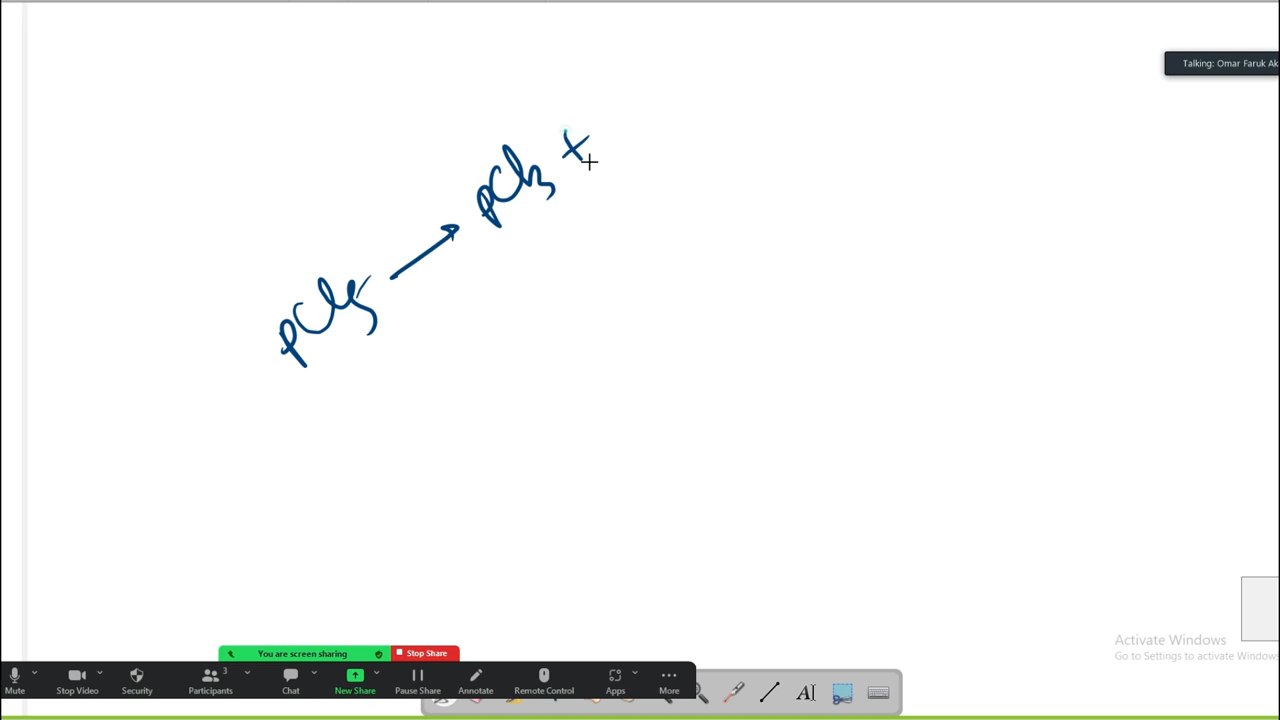 Talking: Omar Faruk Ak
pCl5 → pCl3 +
Activate Windows
Go to Settings to activate Windows
You are screen sharing
Stop Share
Mute
Stop Video
Security
3
Participants
Chat
New Share
Pause Share
Annotate
Remote Control
Apps
More